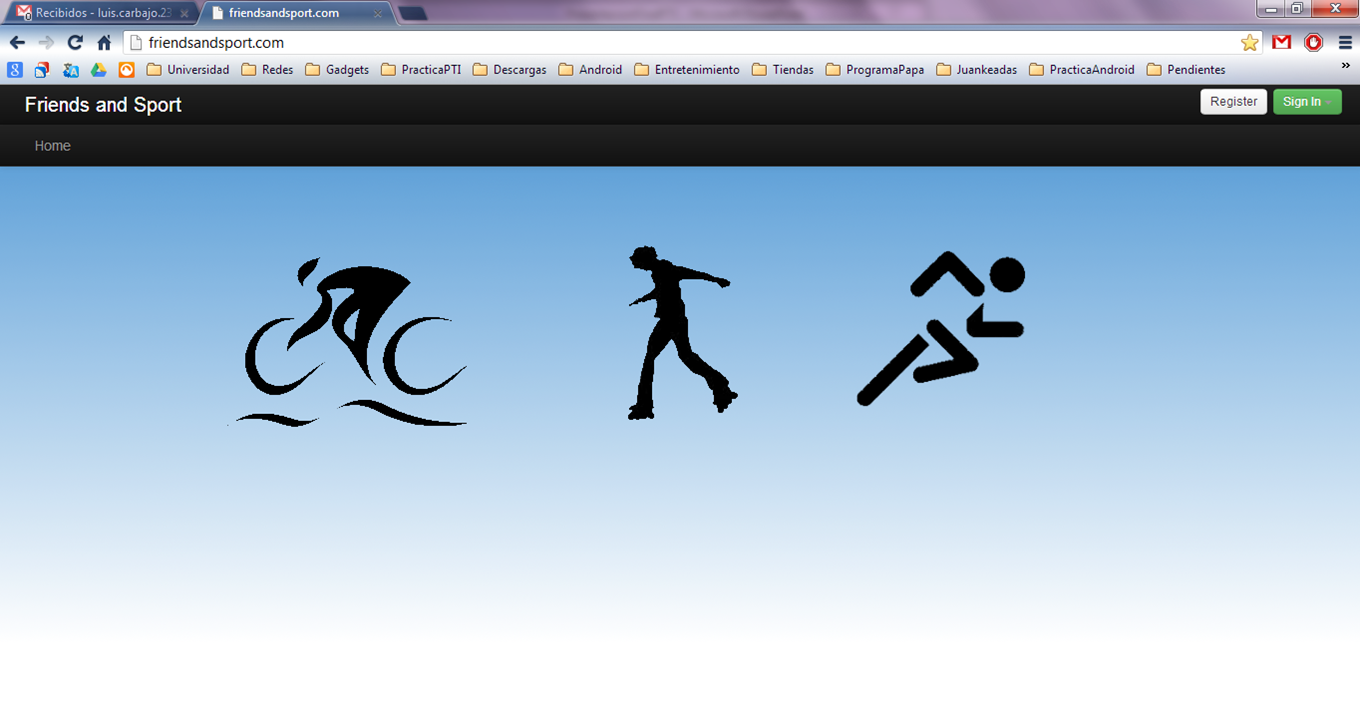 Recibidos - luis.carbajo.23
friendsandsport.com
friendsandsport.com
Universidad Redes Gadgets PracticaPTI Descargas Android Entretenimiento Tiendas ProgramaPapa Juankeadas PracticaAndroid Pendientes »
Friends and Sport Register Sign In
Home